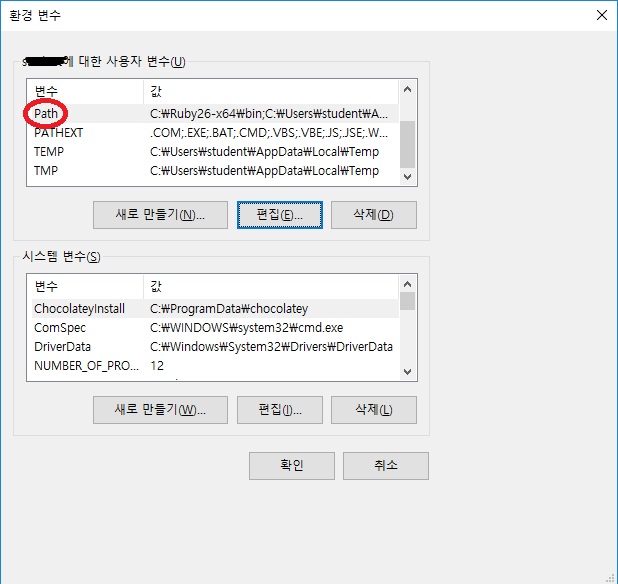 환경 변수
에 대한 사용자 변수(U)
변수 값
Path C:₩Ruby26-x64₩bin;C:₩Users₩student₩A...
PATHEXT .COM;.EXE;.BAT;.CMD;.VBS;.VBE;.JS;.JSE;.W...
TEMP C:₩Users₩student₩AppData₩Local₩Temp
TMP C:₩Users₩student₩AppData₩Local₩Temp
새로 만들기(N)... 편집(E)... 삭제(D)
시스템 변수(S)
변수 값
ChocolateyInstall C:₩ProgramData₩chocolatey
ComSpec C:₩WINDOWS₩system32₩cmd.exe
DriverData C:₩Windows₩System32₩Drivers₩DriverData
NUMBER_OF_PRO... 12
새로 만들기(W)... 편집(I)... 삭제(L)
확인 취소